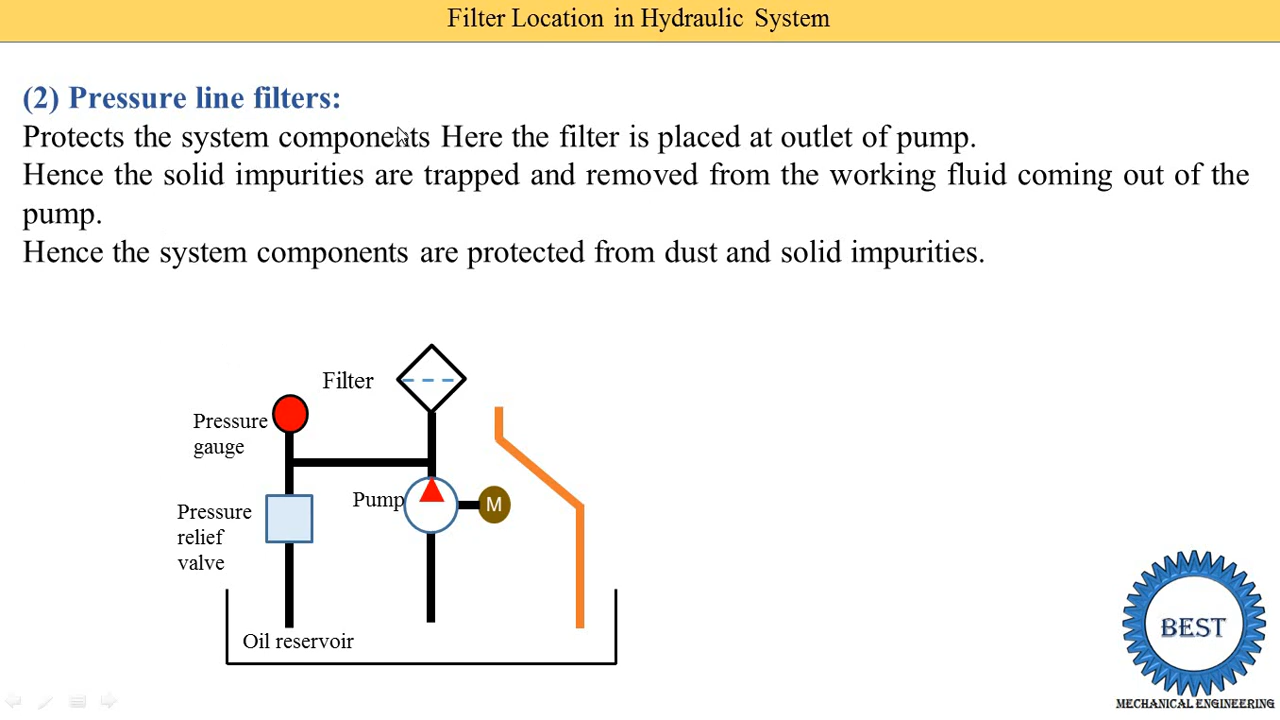 Filter Location in Hydraulic System
(2) Pressure line filters:
Protects the system components Here the filter is placed at outlet of pump.
Hence the solid impurities are trapped and removed from the working fluid coming out of the
pump.
Hence the system components are protected from dust and solid impurities.
Filter
Pressure
gauge
Pump
M
Pressure
relief
valve
Oil reservoir
BEST
MECHANICAL ENGINEERING